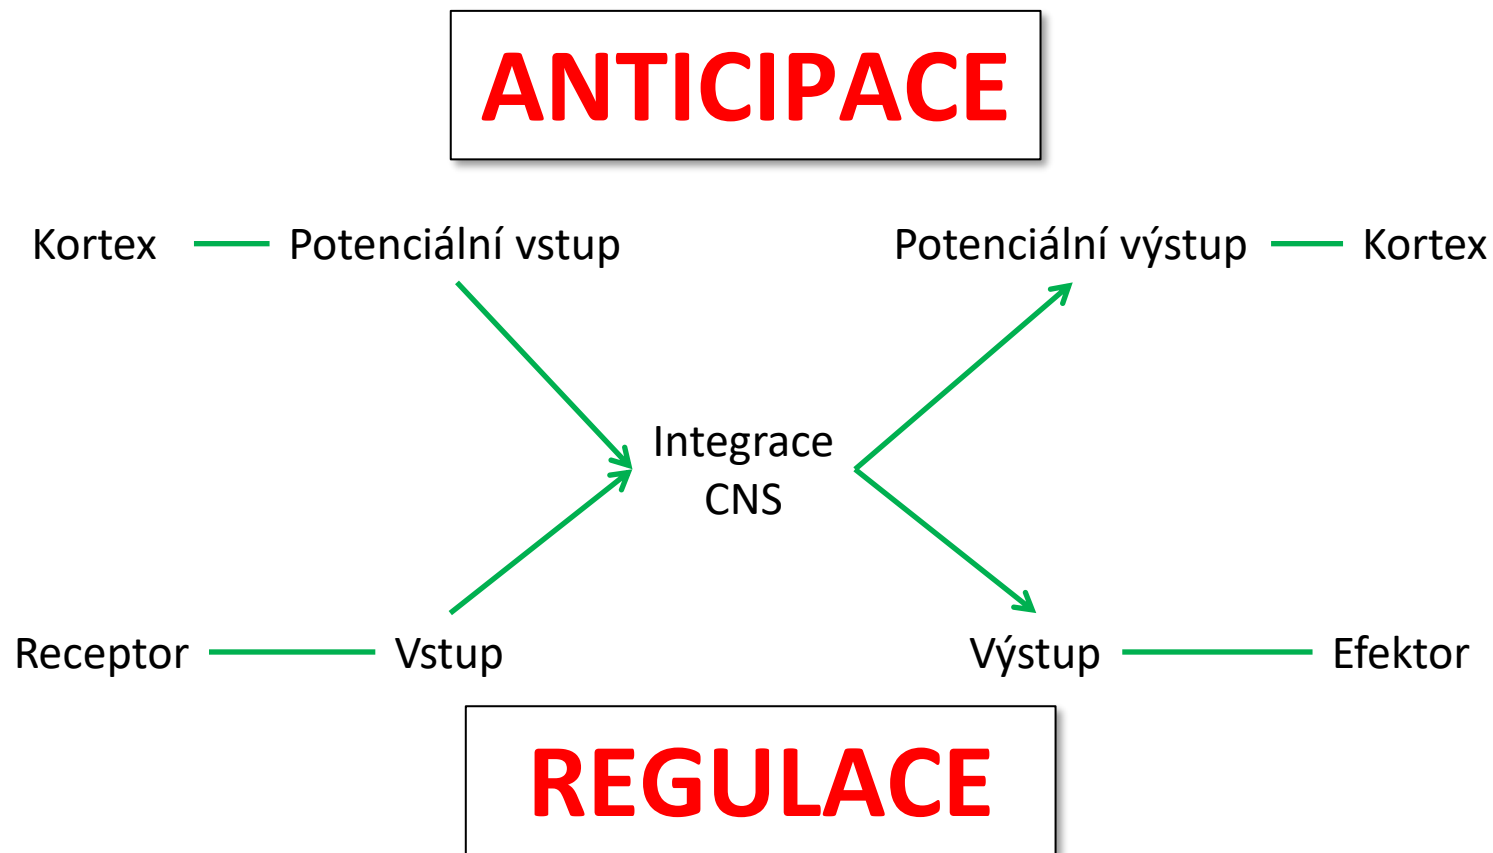 ANTICIPACE
Kortex
Potenciální vstup
Potenciální výstup
Kortex
Integrace
CNS
Receptor
Vstup
Výstup
Efektor
REGULACE